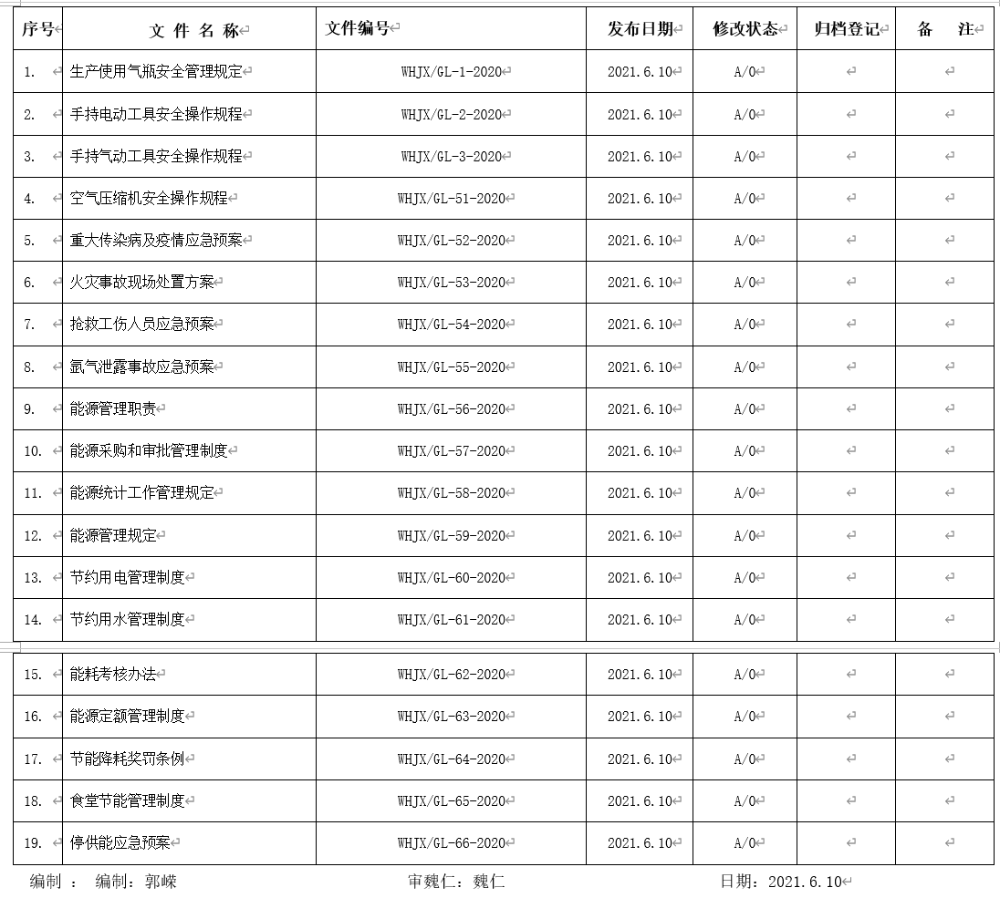 序号 文 件 名 称 文件编号 发布日期 修改状态 归档登记 备 注
1. 生产使用气瓶安全管理规定 WHJX/GL-1-2020 2021.6.10 A/0
2. 手持电动工具安全操作规程 WHJX/GL-2-2020 2021.6.10 A/0
3. 手持气动工具安全操作规程 WHJX/GL-3-2020 2021.6.10 A/0
4. 空气压缩机安全操作规程 WHJX/GL-51-2020 2021.6.10 A/0
5. 重大传染病及疫情应急预案 WHJX/GL-52-2020 2021.6.10 A/0
6. 火灾事故现场处置方案 WHJX/GL-53-2020 2021.6.10 A/0
7. 抢救工伤人员应急预案 WHJX/GL-54-2020 2021.6.10 A/0
8. 氩气泄露事故应急预案 WHJX/GL-55-2020 2021.6.10 A/0
9. 能源管理职责 WHJX/GL-56-2020 2021.6.10 A/0
10. 能源采购和审批管理制度 WHJX/GL-57-2020 2021.6.10 A/0
11. 能源统计工作管理规定 WHJX/GL-58-2020 2021.6.10 A/0
12. 能源管理规定 WHJX/GL-59-2020 2021.6.10 A/0
13. 节约用电管理制度 WHJX/GL-60-2020 2021.6.10 A/0
14. 节约用水管理制度 WHJX/GL-61-2020 2021.6.10 A/0
15. 能耗考核办法 WHJX/GL-62-2020 2021.6.10 A/0
16. 能源定额管理制度 WHJX/GL-63-2020 2021.6.10 A/0
17. 节能降耗奖罚条例 WHJX/GL-64-2020 2021.6.10 A/0
18. 食堂节能管理制度 WHJX/GL-65-2020 2021.6.10 A/0
19. 停供能应急预案 WHJX/GL-66-2020 2021.6.10 A/0
编制 : 编制：郭嵘 审魏仁：魏仁 日期：2021.6.10